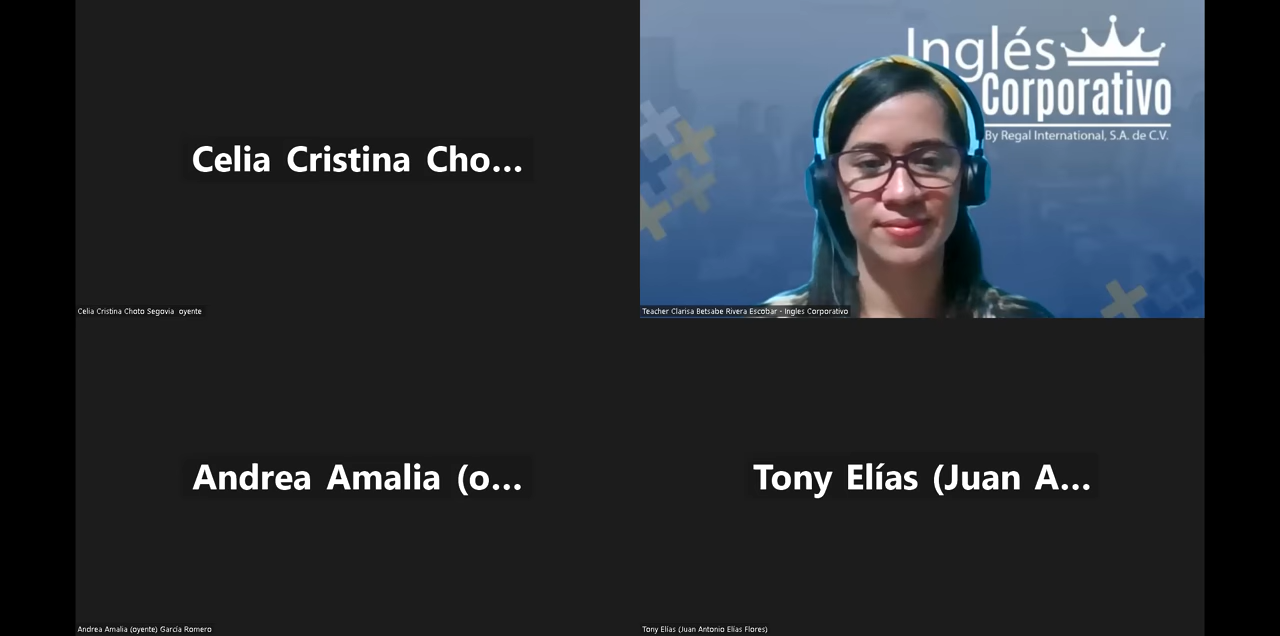 Celia Cristina Cho...
Celia Cristina Choto Segovia oyente
Inglés
Corporativo
By Regal International, S.A. de C.V.
Teacher Clarisa Betsabe Rivera Escobar - Ingles Corporativo
Andrea Amalia (o...
Andrea Amalia (oyente) García Romero
Tony Elías (Juan A...
Tony Elías (Juan Antonio Elías Flores)